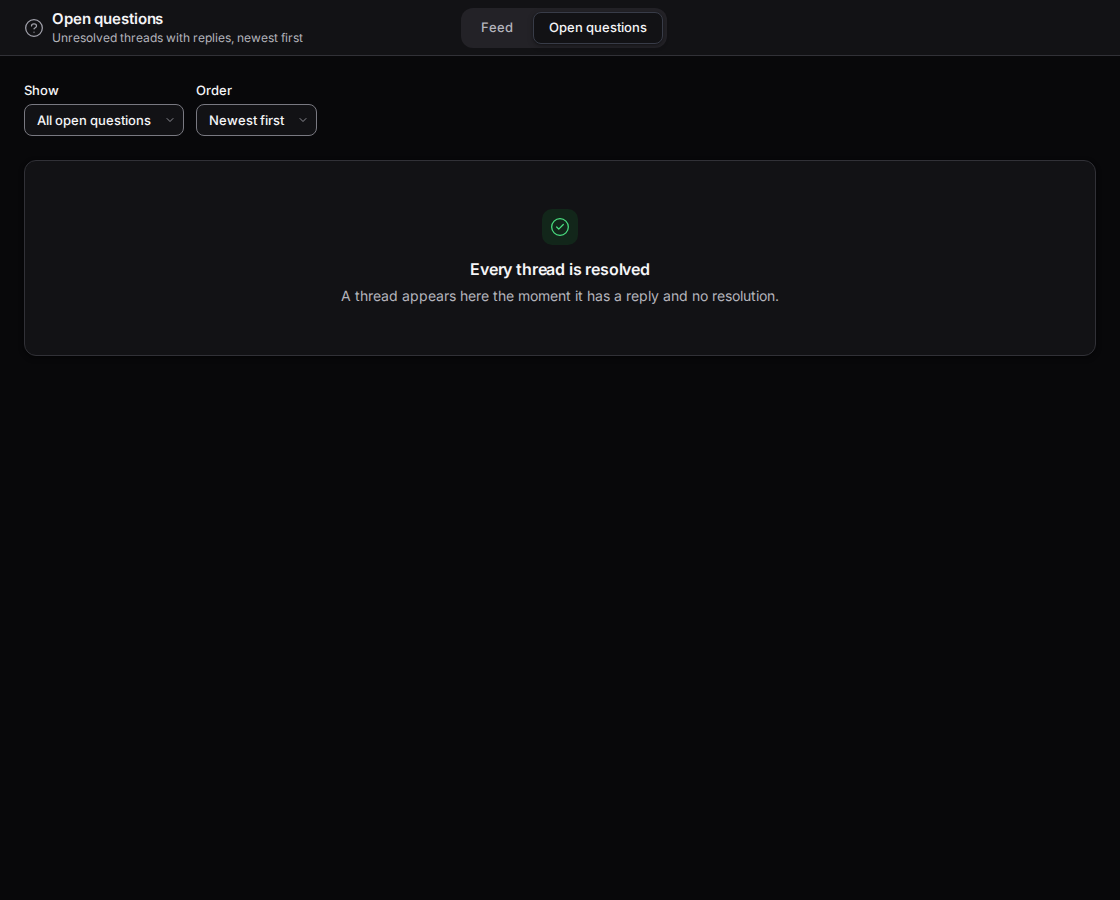 Open questions
Unresolved threads with replies, newest first
Feed
Open questions
Show
Order
All open questions
Newest first
Every thread is resolved
A thread appears here the moment it has a reply and no resolution.